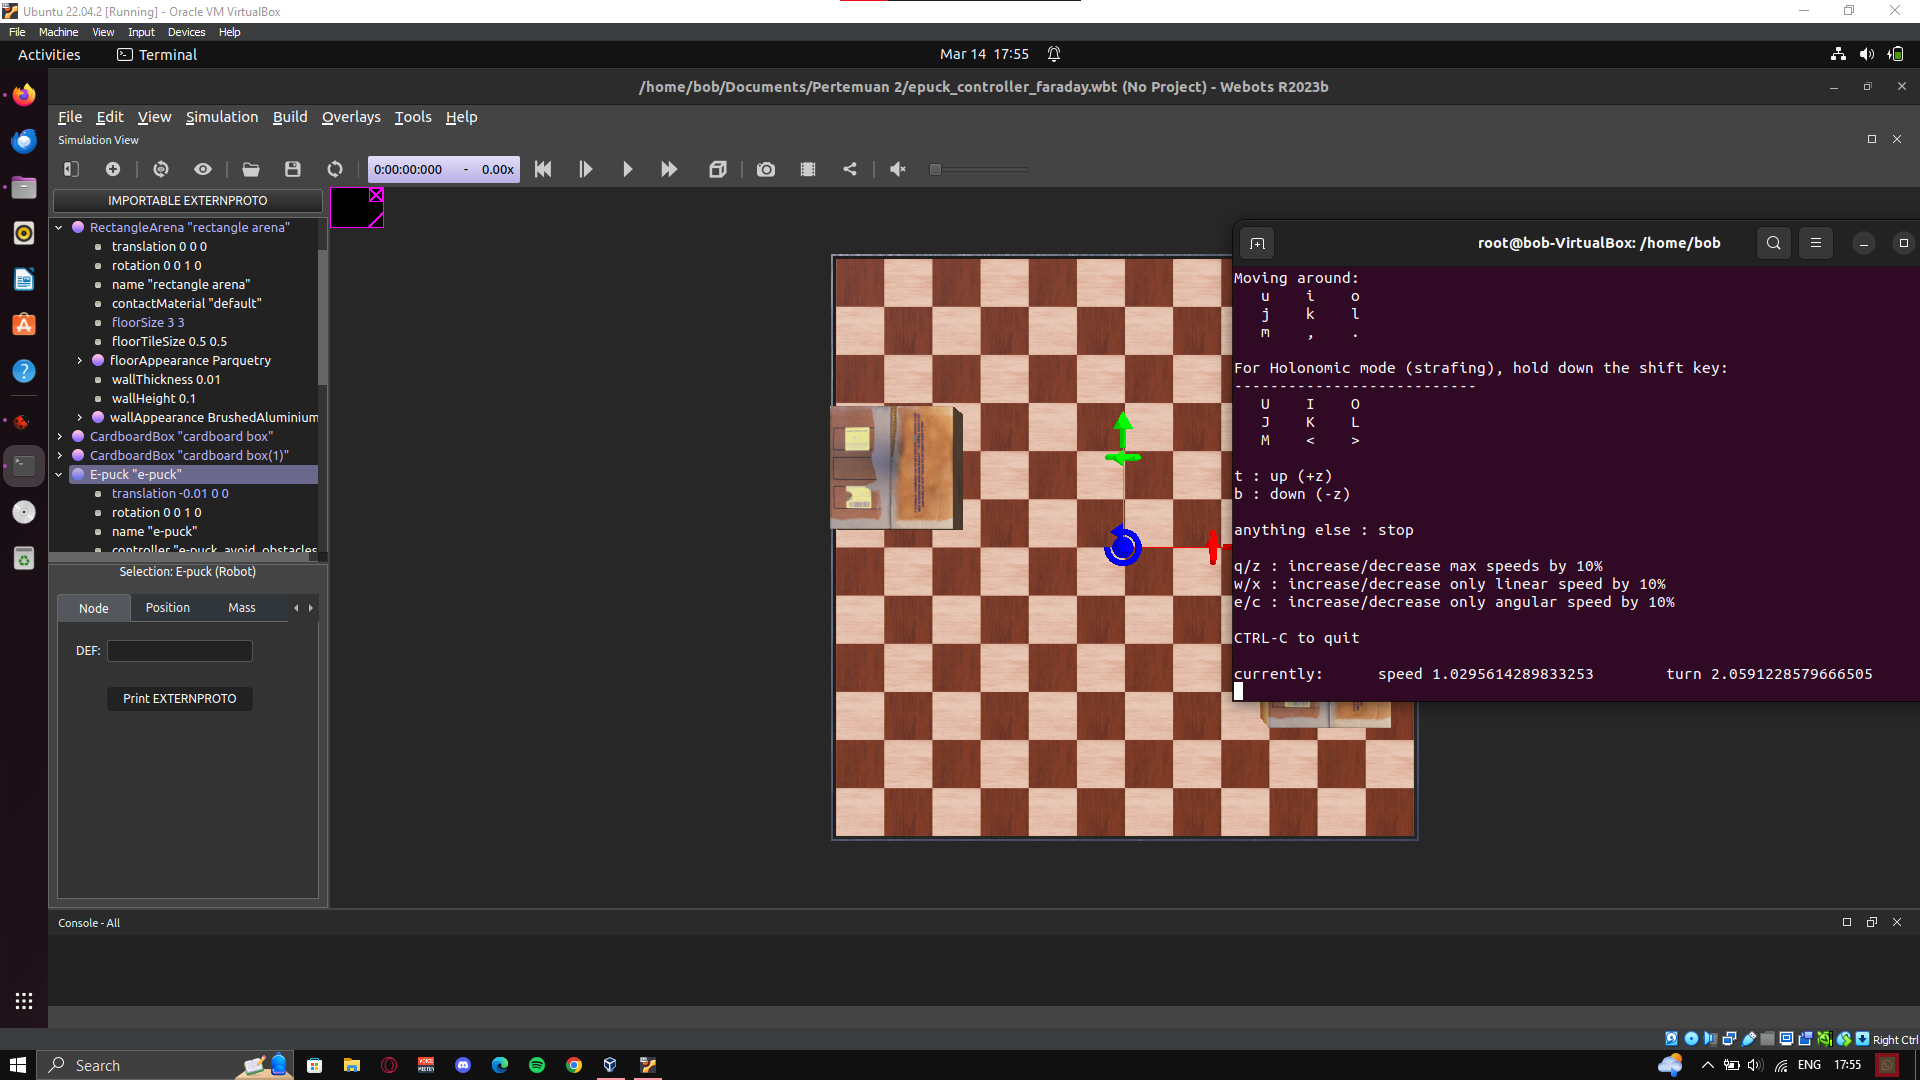 Ubuntu 22.04.2 [Running] - Oracle VM VirtualBox
File Machine View Input Devices Help
Activities Terminal Mar 14 17:55
/home/bob/Documents/Pertemuan 2/epuck_controller_faraday.wbt (No Project) - Webots R2023b
File Edit View Simulation Build Overlays Tools Help
Simulation View
0:00:00:000 - 0.00x
IMPORTABLE EXTERNPROTO
RectangleArena "rectangle arena"
translation 0 0 0
rotation 0 0 1 0
name "rectangle arena"
contactMaterial "default"
floorSize 3 3
floorTileSize 0.5 0.5
floorAppearance Parquetry
wallThickness 0.01
wallHeight 0.1
wallAppearance BrushedAluminium
CardboardBox "cardboard box"
CardboardBox "cardboard box(1)"
E-puck "e-puck"
translation -0.01 0 0
rotation 0 0 1 0
name "e-puck"
controller "e-puck_avoid_obstacles
Selection: E-puck (Robot)
Node Position Mass
DEF:
Print EXTERNPROTO
root@bob-VirtualBox: /home/bob
Moving around:
u i o
j k l
m , .
For Holonomic mode (strafing), hold down the shift key:
---------------------------
U I O
J K L
M < >
t : up (+z)
b : down (-z)
anything else : stop
q/z : increase/decrease max speeds by 10%
w/x : increase/decrease only linear speed by 10%
e/c : increase/decrease only angular speed by 10%
CTRL-C to quit
currently: speed 1.0295614289833253 turn 2.0591228579666505
Console - All
Right Ctrl
Search
ENG 17:55